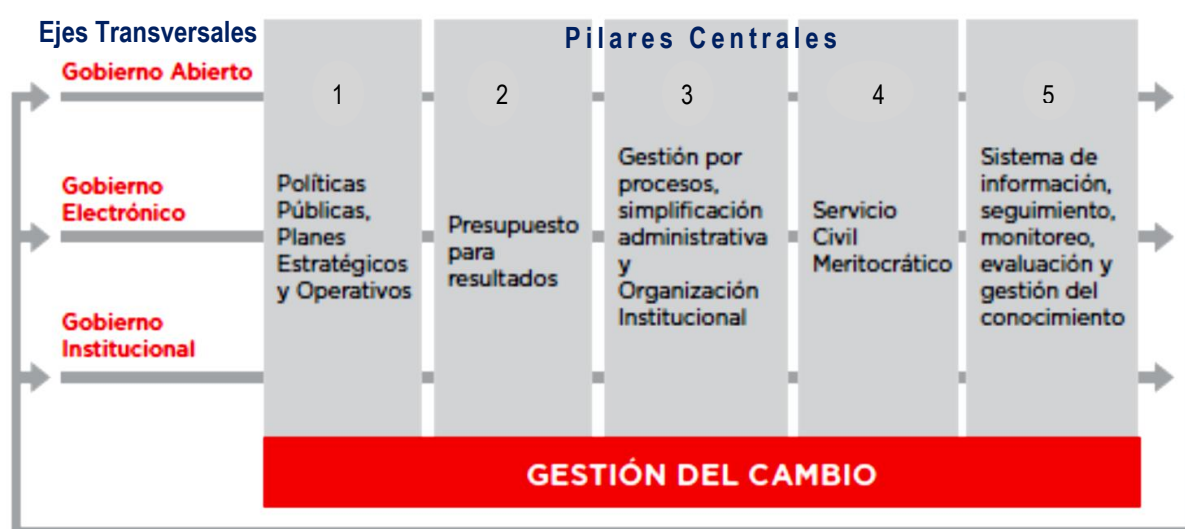 Ejes Transversales
Pilares Centrales
Gobierno Abierto
Gobierno
Electrónico
Gobierno
Institucional
1
Políticas
Públicas,
Planes
Estratégicos
y Operativos
2
Presupuesto
para
resultados
3
Gestión por
procesos,
simplificación
administrativa
y
Organización
Institucional
4
Servicio
Civil
Meritocrático
5
Sistema de
información,
seguimiento,
monitoreo,
evaluación y
gestión del
conocimiento
GESTIÓN DEL CAMBIO